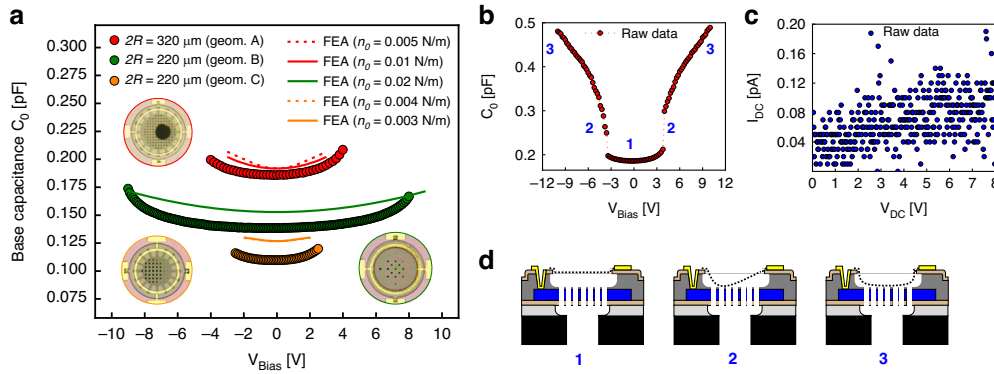 a
Base capacitance C0 [pF]
0.300
0.275
0.250
0.225
0.200
0.175
0.150
0.125
0.100
0.075
2R = 320 μm (geom. A)
2R = 220 μm (geom. B)
2R = 220 μm (geom. C)
FEA (n0 = 0.005 N/m)
FEA (n0 = 0.01 N/m)
FEA (n0 = 0.02 N/m)
FEA (n0 = 0.004 N/m)
FEA (n0 = 0.003 N/m)
−10 −8 −6 −4 −2 0 2 4 6 8 10
VBias [V]
b
C0 [pF]
0.5
0.4
0.3
0.2
Raw data
3 3
2 2
1
−12 −9 −6 −3 0 3 6 9 12
VBias [V]
c
IDC [pA]
0.20
0.16
0.12
0.08
0.04
Raw data
0 1 2 3 4 5 6 7 8
VDC [V]
d
1 2 3